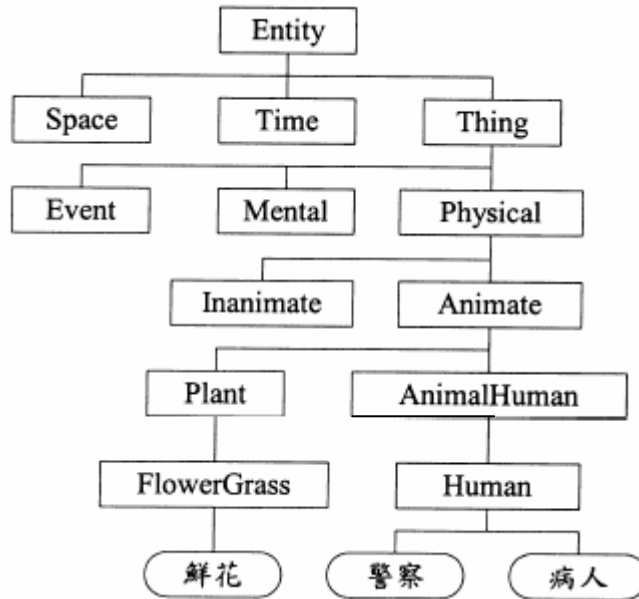 Entity
Space Time Thing
Event Mental Physical
Inanimate Animate
Plant AnimalHuman
FlowerGrass Human
鮮花 警察 病人